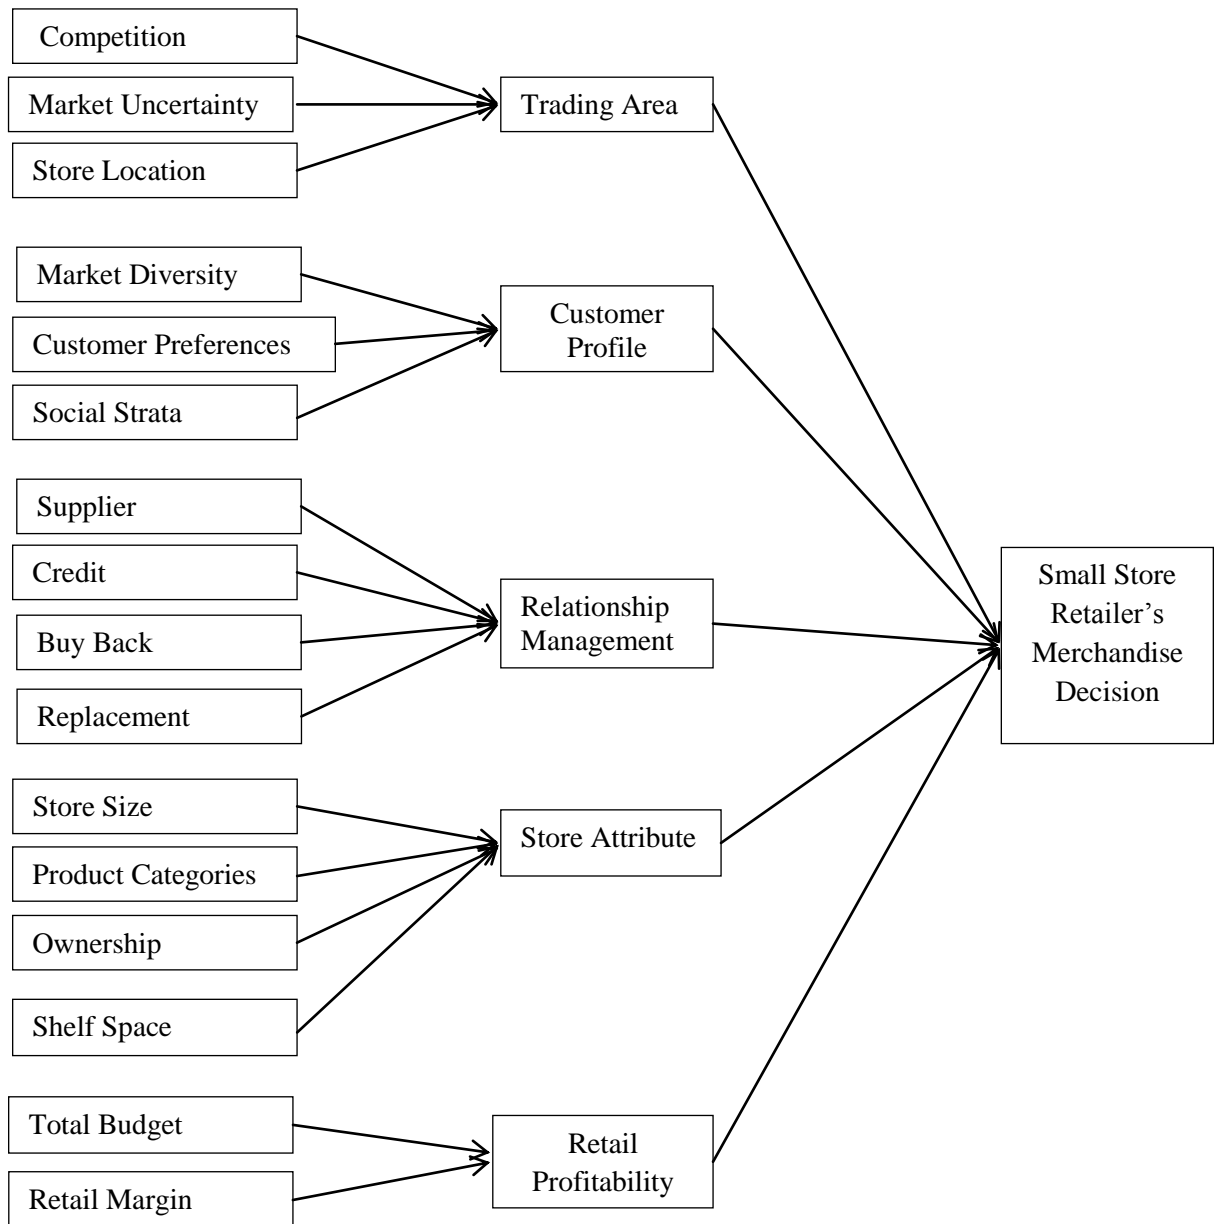 Competition
Market Uncertainty
Store Location
Trading Area
Market Diversity
Customer Preferences
Social Strata
Customer
Profile
Supplier
Credit
Buy Back
Replacement
Relationship
Management
Store Size
Product Categories
Ownership
Shelf Space
Store Attribute
Total Budget
Retail Margin
Retail
Profitability
Small Store
Retailer’s
Merchandise
Decision